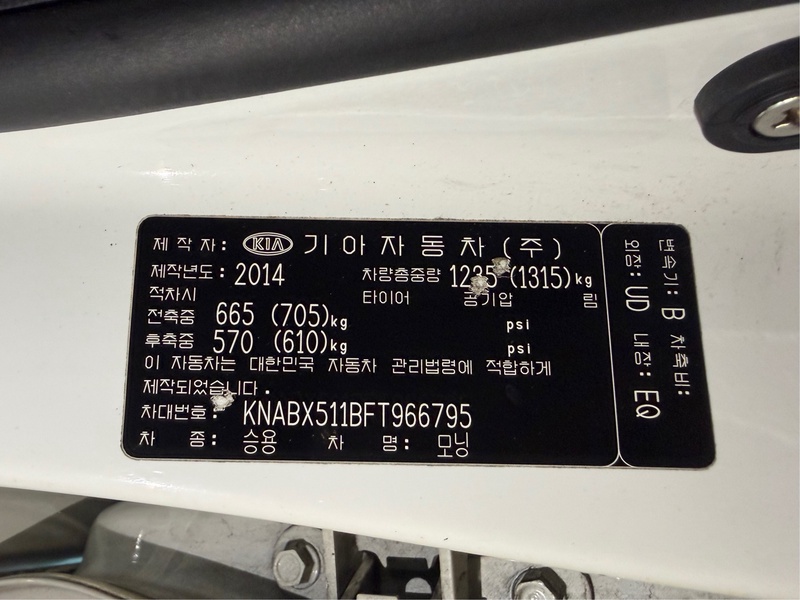 제작자: KIA 기아자동차(주)
제작년도: 2014 차량총중량 1235 (1315)kg
적차시 타이어 공기압 림
전축중 665 (705)kg psi
후축중 570 (610)kg psi
이 자동차는 대한민국 자동차 관리법령에 적합하게
제작되었습니다.
차대번호: KNABX511BFT966795
차 종: 승용 차 명: 모닝
변속기: B 차축비:
외장: UD 내장: EQ